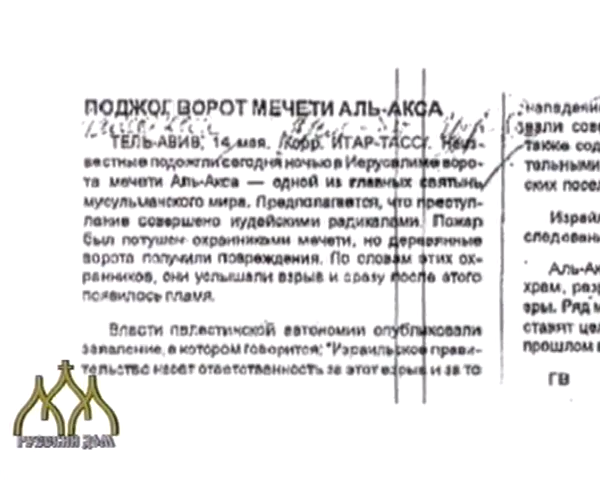 ПОДЖОГ ВОРОТ МЕЧЕТИ АЛЬ-АКСА
ТЕЛЬ-АВИВ, 14 мая. /Корр. ИТАР-ТАСС/. Неиз-
вестные подожгли сегодня ночью в Иерусалиме воро-
та мечети Аль-Акса — одной из главных святынь
мусульманского мира. Предполагается, что преступ-
ление совершено иудейскими радикалами. Пожар
был потушен охранниками мечети, но деревянные
ворота получили повреждения. По словам этих ох-
ранников, они услышали взрыв и сразу после этого
появилось пламя.
Власти палестинской автономии опубликовали
заявление, в котором говорится: "Израильское прави-
тельство несет ответственность за этот взрыв и за то
нападени
звали сове
также сод
тельными
ских посел
Израил
следовани
Аль-Ак
храм, раз
эры. Ряд м
ставят цел
прошлом в
ГВ
РУССКИЙ ДОМ